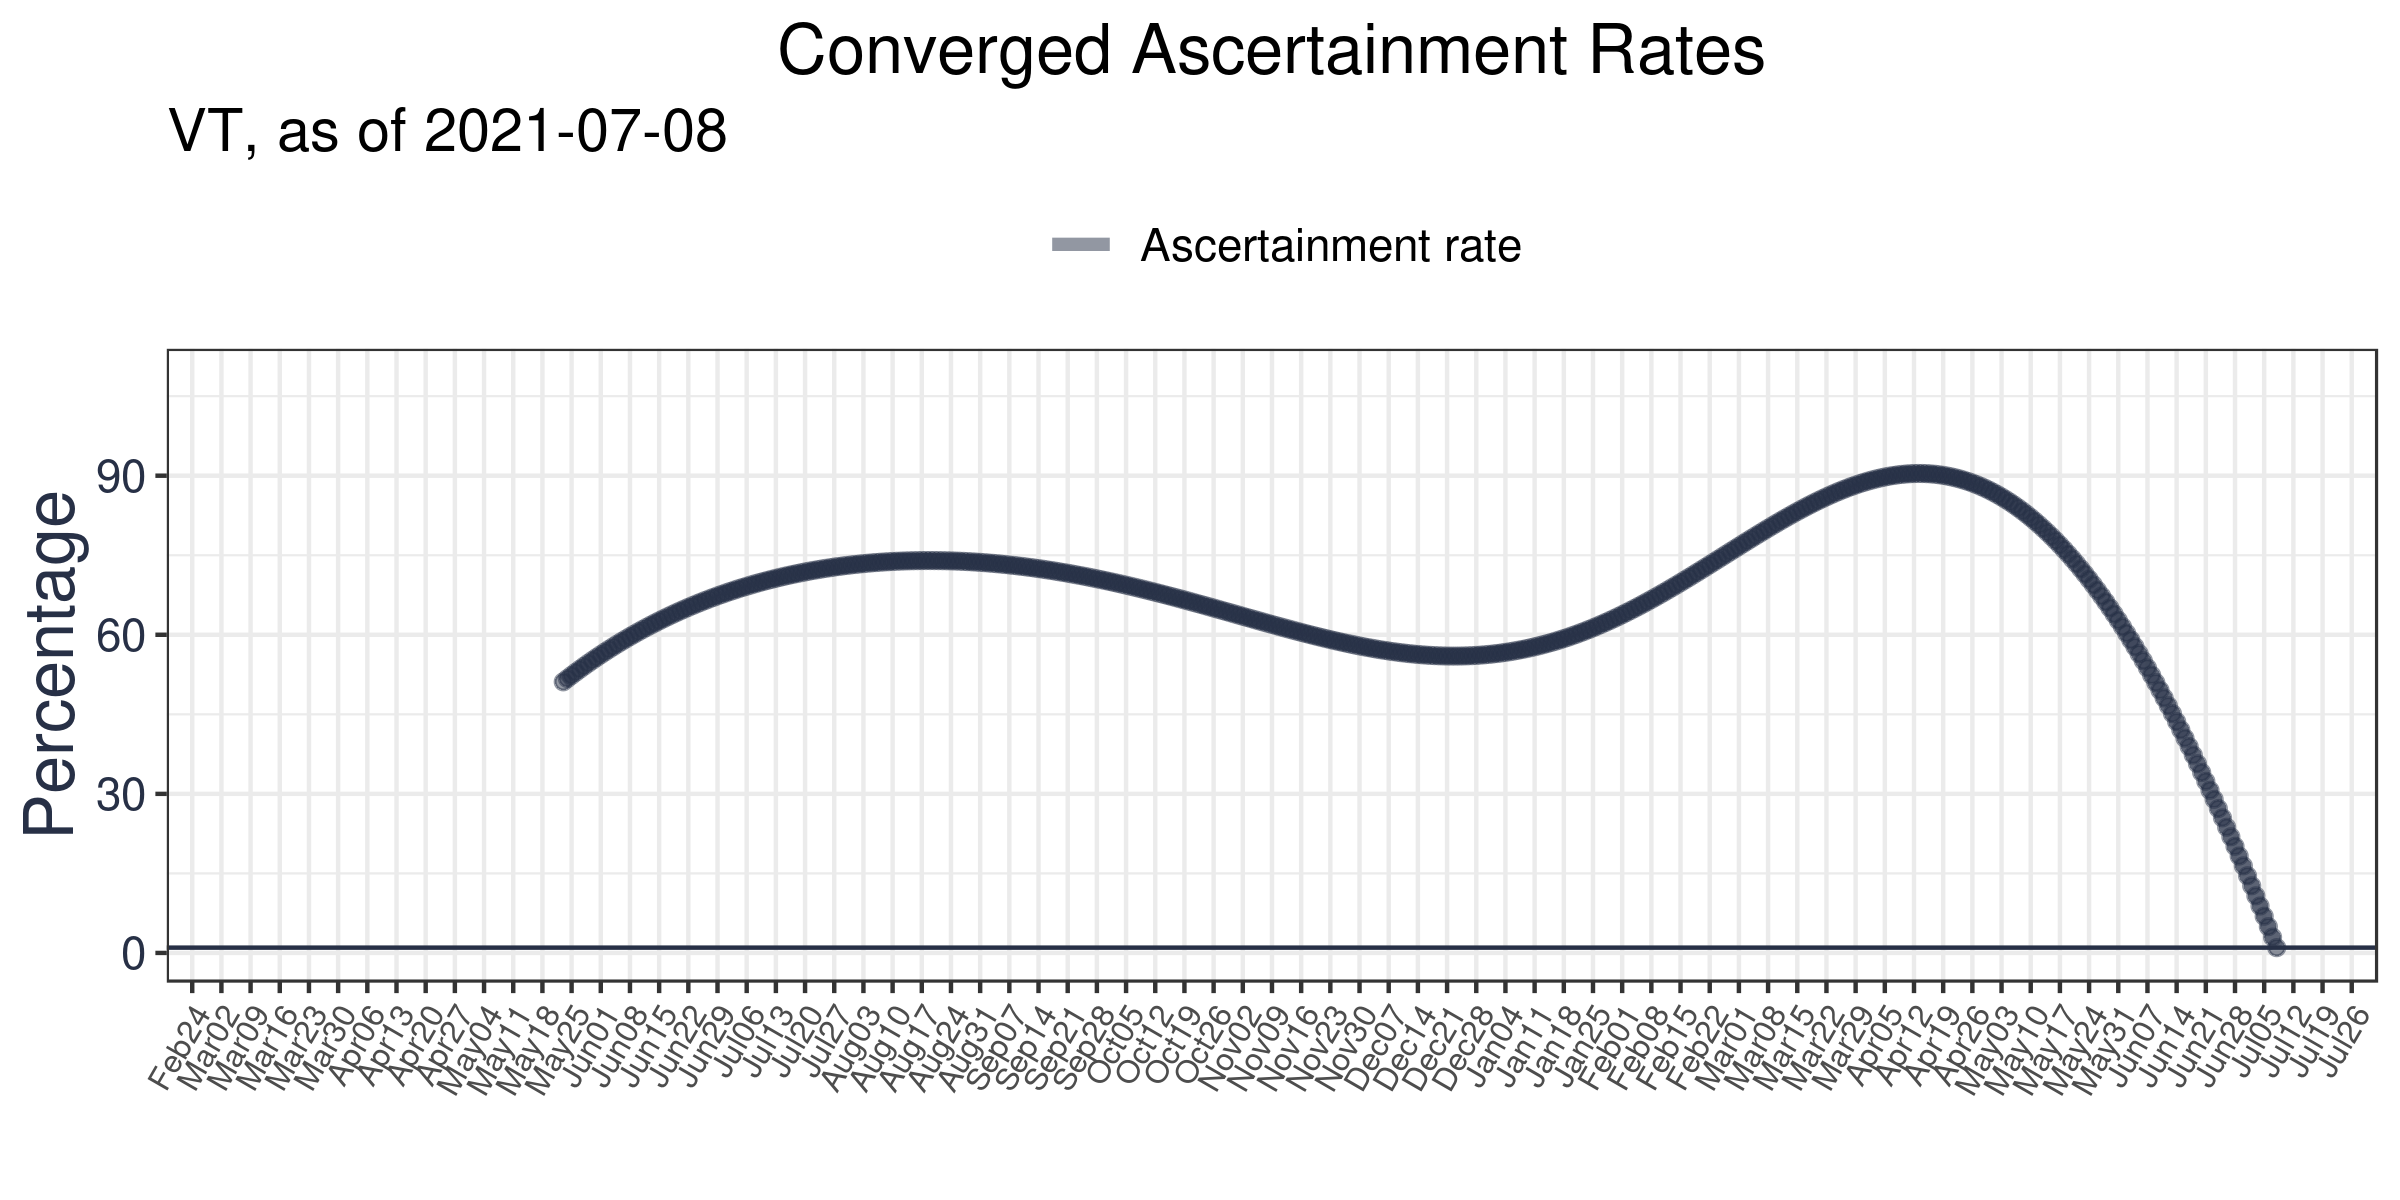 Converged Ascertainment Rates
VT, as of 2021-07-08
Ascertainment rate
Percentage
90
60
30
0
Feb24 Mar02 Mar09 Mar16 Mar23 Mar30 Apr06 Apr13 Apr20 Apr27 May04 May11 May18 May25 Jun01 Jun08 Jun15 Jun22 Jun29 Jul06 Jul13 Jul20 Jul27 Aug03 Aug10 Aug17 Aug24 Aug31 Sep07 Sep14 Sep21 Sep28 Oct05 Oct12 Oct19 Oct26 Nov02 Nov09 Nov16 Nov23 Nov30 Dec07 Dec14 Dec21 Dec28 Jan04 Jan11 Jan18 Jan25 Feb01 Feb08 Feb15 Feb22 Mar01 Mar08 Mar15 Mar22 Mar29 Apr05 Apr12 Apr19 Apr26 May03 May10 May17 May24 May31 Jun07 Jun14 Jun21 Jun28 Jul05 Jul12 Jul19 Jul26